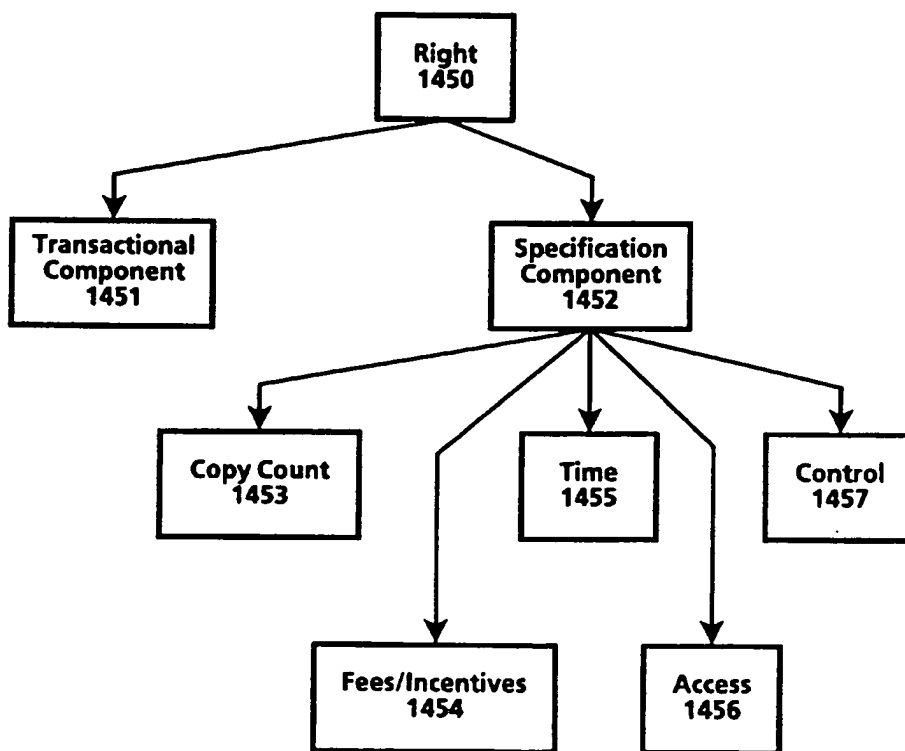 Right
1450
Transactional
Component
1451
Specification
Component
1452
Copy Count
1453
Time
1455
Control
1457
Fees/Incentives
1454
Access
1456